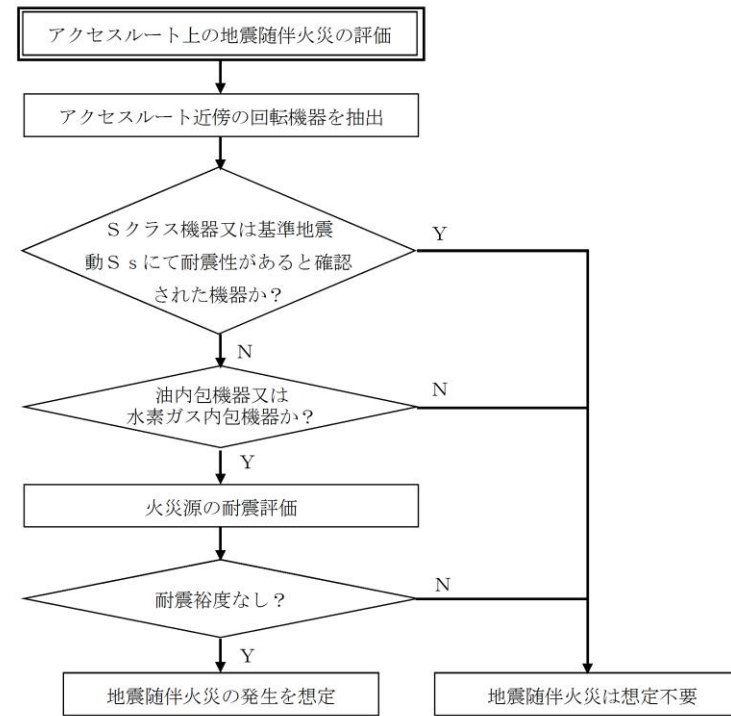 アクセスルート上の地震随伴火災の評価
アクセスルート近傍の回転機器を抽出
Sクラス機器又は基準地震
動Ssにて耐震性があると確認
された機器か？
Y
N
油内包機器又は
水素ガス内包機器か？
N
Y
火災源の耐震評価
耐震裕度なし？
N
Y
地震随伴火災の発生を想定
地震随伴火災は想定不要